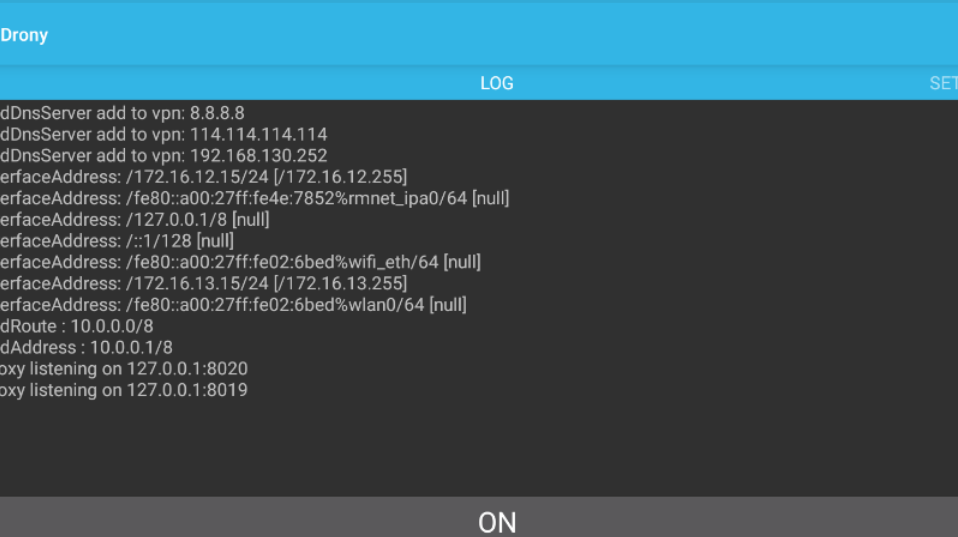 Drony
LOG
SET
dDnsServer add to vpn: 8.8.8.8
dDnsServer add to vpn: 114.114.114.114
dDnsServer add to vpn: 192.168.130.252
erfaceAddress: /172.16.12.15/24 [/172.16.12.255]
erfaceAddress: /fe80::a00:27ff:fe4e:7852%rmnet_ipa0/64 [null]
erfaceAddress: /127.0.0.1/8 [null]
erfaceAddress: /::1/128 [null]
erfaceAddress: /fe80::a00:27ff:fe02:6bed%wifi_eth/64 [null]
erfaceAddress: /172.16.13.15/24 [/172.16.13.255]
erfaceAddress: /fe80::a00:27ff:fe02:6bed%wlan0/64 [null]
dRoute : 10.0.0.0/8
dAddress : 10.0.0.1/8
oxy listening on 127.0.0.1:8020
oxy listening on 127.0.0.1:8019
ON